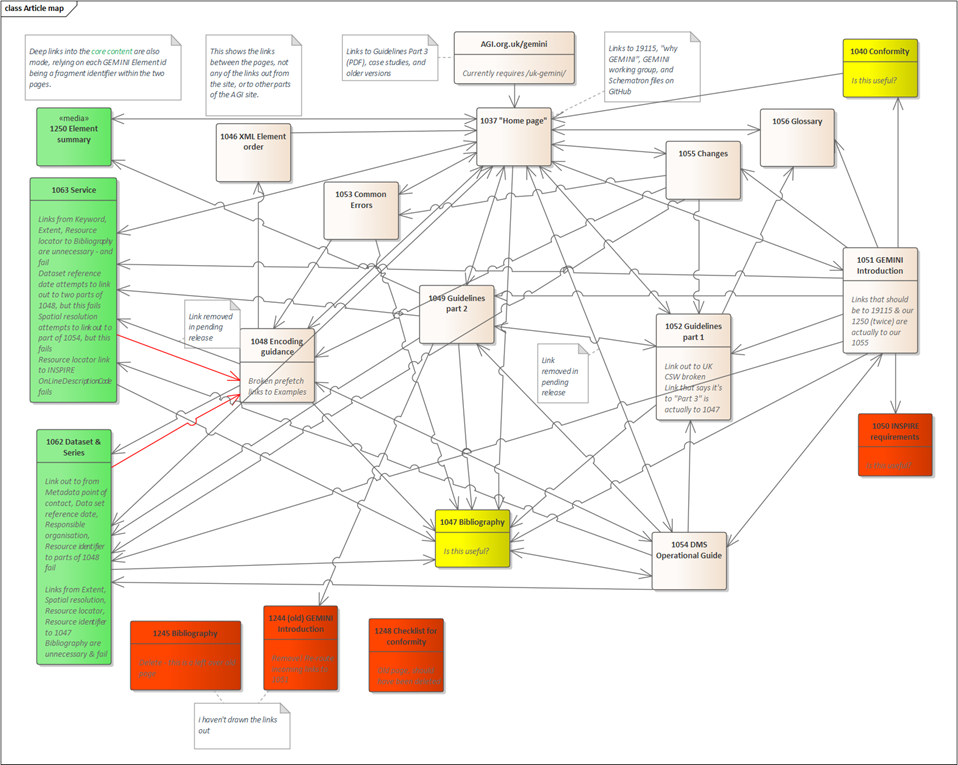 class Article map
Deep links into the core content are also
made, relying on each GEMINI Element id
being a fragment identifier within the two
pages.
This shows the links
between the pages, not
any of the links out from
the site, or to other parts
of the AGI site.
Links to Guidelines Part 3
(PDF), case studies, and
older versions
AGI.org.uk/gemini
Currently requires /uk-gemini/
Links to 19115, "why
GEMINI", GEMINI
working group, and
Schematron files on
GitHub
1040 Conformity
Is this useful?
«media»
1250 Element
summary
1046 XML Element
order
1037 "Home page"
1056 Glossary
1055 Changes
1053 Common
Errors
1063 Service
Links from Keyword,
Extent, Resource
locator to Bibliography
are unnecessary - and
fail
Dataset reference
date attempts to link
out to two parts of
1048, but this fails
Spatial resolution
attempts to link out to
part of 1054, but this
fails
Resource locator link
to INSPIRE
OnLineDescriptionCode
fails
1051 GEMINI
Introduction
Links that should
be to 19115 & our
1250 (twice) are
actually to our
1055
1049 Guidelines
part 2
Link removed
in pending
release
1048 Encoding
guidance
Broken prefetch
links to Examples
1052 Guidelines
part 1
Link out to UK
CSW broken
Link that says it's
to "Part 3" is
actually to 1047
Link
removed in
pending
release
1050 INSPIRE
requirements
Is this useful?
1062 Dataset &
Series
Link out to from
Metadata point of
contact, Data set
reference date,
Responsible
organisation,
Resource identifier
to parts of 1048
fail
Links from Extent,
Spatial resolution,
Resource locator,
Resource identifier
to 1047
Bibliography are
unnecessary & fail
1047 Bibliography
Is this useful?
1054 DMS
Operational Guide
1245 Bibliography
page
1244 (old) GEMINI
Introduction
1051
1248 Checklist for
conformity
i haven't drawn the links
out